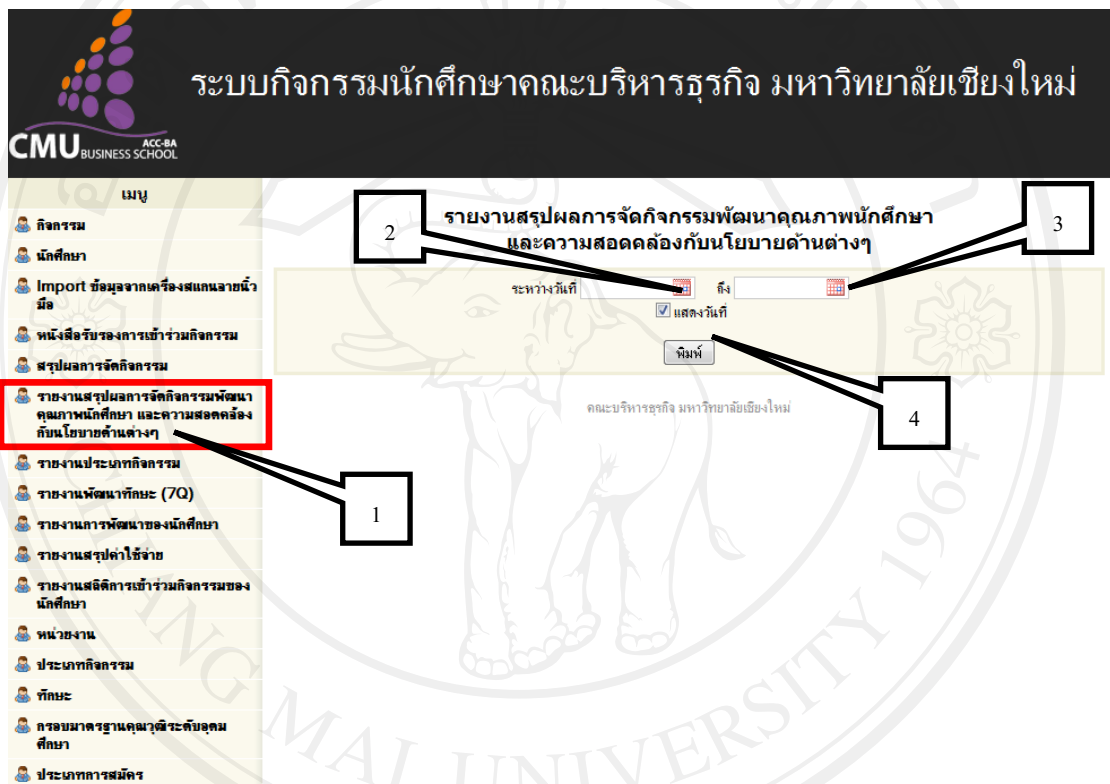 ระบบกิจกรรมนักศึกษาคณะบริหารธุรกิจ มหาวิทยาลัยเชียงใหม่
CMU BUSINESS SCHOOL ACC-BA
เมนู
กิจกรรม
นักศึกษา
Import ข้อมูลจากเครื่องสแกนลายนิ้ว
มือ
หนังสือรับรองการเข้าร่วมกิจกรรม
สรุปผลการจัดกิจกรรม
รายงานสรุปผลการจัดกิจกรรมพัฒนา
คุณภาพนักศึกษา และความสอดคล้อง
กับนโยบายด้านต่างๆ
รายงานประเภทกิจกรรม
รายงานพัฒนาทักษะ (7Q)
รายงานการพัฒนาของนักศึกษา
รายงานสรุปค่าใช้จ่าย
รายงานสถิติการเข้าร่วมกิจกรรมของ
นักศึกษา
หน่วยงาน
ประเภทกิจกรรม
ทักษะ
กรอบมาตรฐานคุณวุฒิระดับอุดม
ศึกษา
ประเภทการสมัคร
รายงานสรุปผลการจัดกิจกรรมพัฒนาคุณภาพนักศึกษา
และความสอดคล้องกับนโยบายด้านต่างๆ
ระหว่างวันที่ ถึง
แสดงวันที่
พิมพ์
คณะบริหารธุรกิจ มหาวิทยาลัยเชียงใหม่
2
3
4
1
CHIANG MAI UNIVERSITY 1964